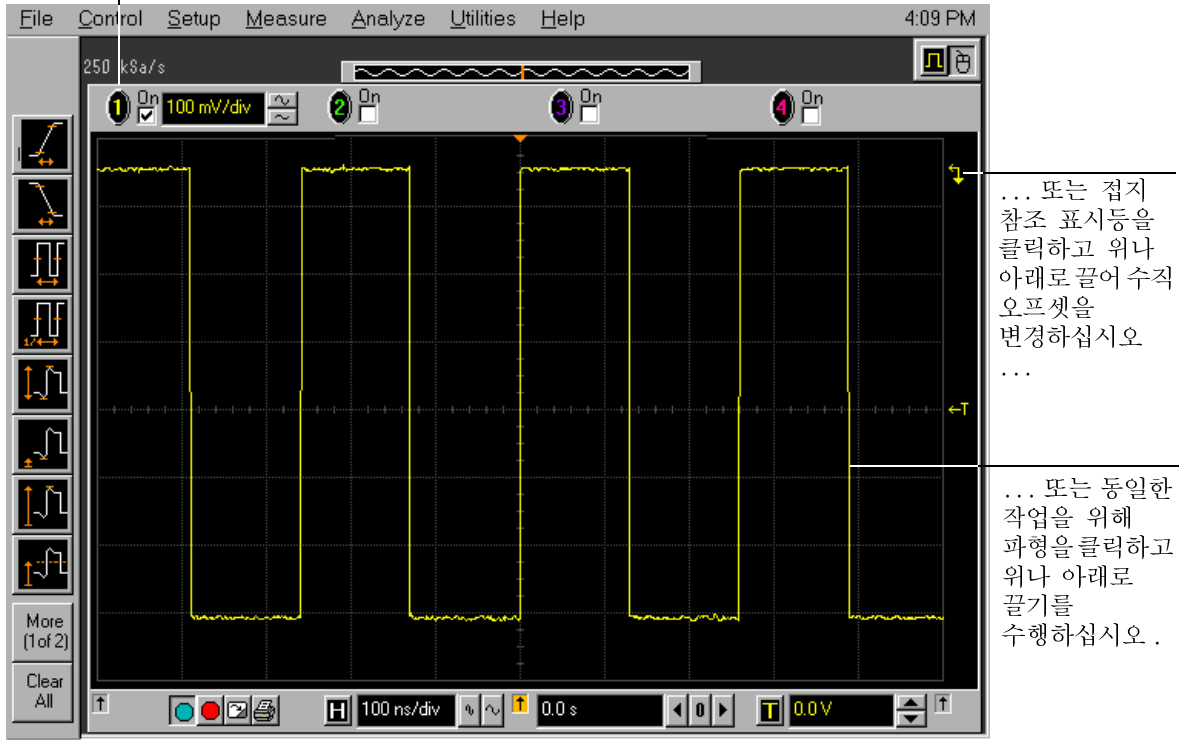 File Control Setup Measure Analyze Utilities Help 4:09 PM
250 kSa/s
1 On 100 mV/div 2 On 3 On 4 On
... 또는 접지
참조 표시등을
클릭하고 위나
아래로 끌어 수직
오프셋을
변경하십시오
...
←T
... 또는 동일한
작업을 위해
파형을 클릭하고
위나 아래로
끌기를
수행하십시오 .
1/
More
(1of 2)
Clear
All
H 100 ns/div 0.0 s 0 T 0.0 V